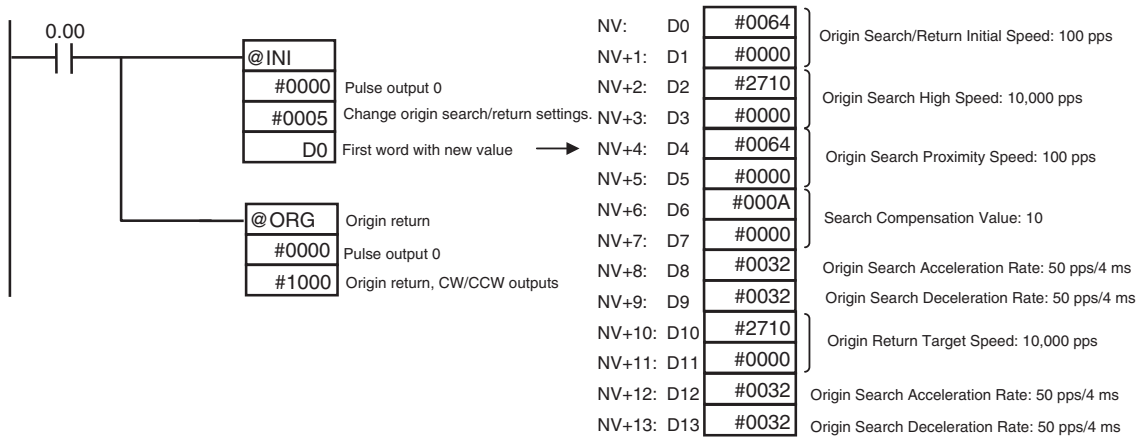 0.00
@INI
#0000 Pulse output 0
#0005 Change origin search/return settings.
D0 First word with new value
@ORG Origin return
#0000 Pulse output 0
#1000 Origin return, CW/CCW outputs
NV: D0 #0064
Origin Search/Return Initial Speed: 100 pps
NV+1: D1 #0000
NV+2: D2 #2710
Origin Search High Speed: 10,000 pps
NV+3: D3 #0000
NV+4: D4 #0064
Origin Search Proximity Speed: 100 pps
NV+5: D5 #0000
NV+6: D6 #000A
Search Compensation Value: 10
NV+7: D7 #0000
NV+8: D8 #0032 Origin Search Acceleration Rate: 50 pps/4 ms
NV+9: D9 #0032 Origin Search Deceleration Rate: 50 pps/4 ms
NV+10: D10 #2710
Origin Return Target Speed: 10,000 pps
NV+11: D11 #0000
NV+12: D12 #0032 Origin Search Acceleration Rate: 50 pps/4 ms
NV+13: D13 #0032 Origin Search Deceleration Rate: 50 pps/4 ms